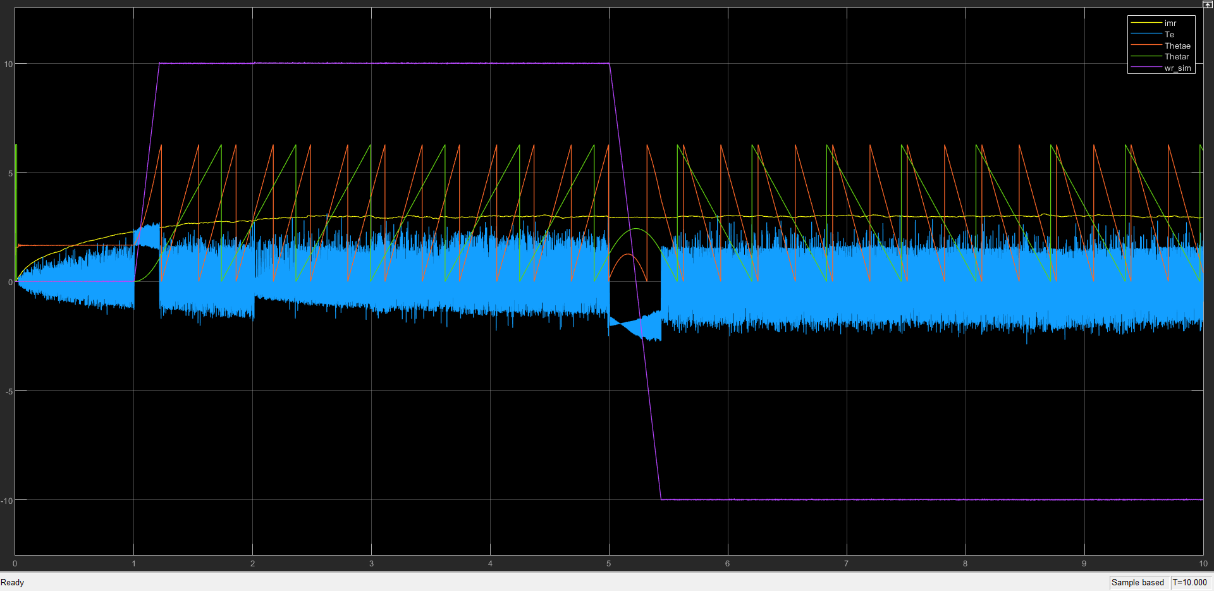 imr
Te
Thetae
Thetar
wr_sim
10
5
0
-5
-10
0 1 2 3 4 5 6 7 8 9 10
Ready Sample based T=10.000